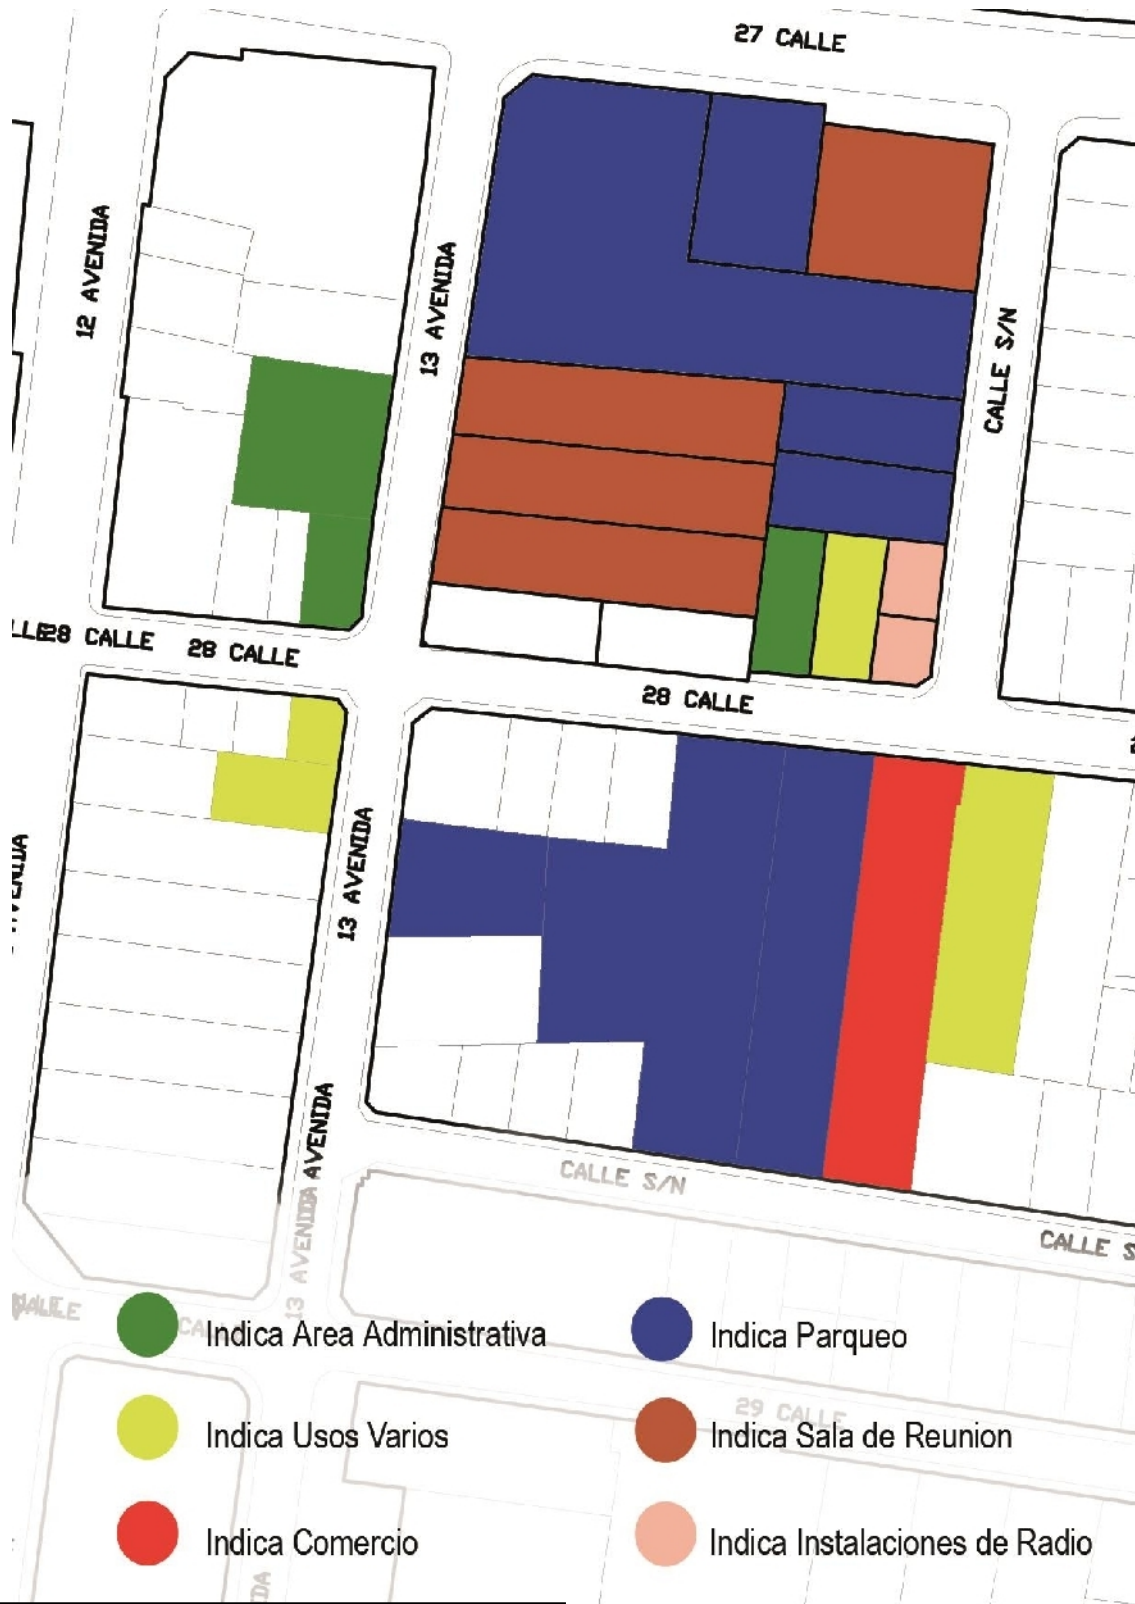 27 CALLE
12 AVENIDA
13 AVENIDA
CALLE S/N
28 CALLE
28 CALLE
28 CALLE
13 AVENIDA
13 AVENIDA
AVENIDA
CALLE S/N
CALLE S
29 CALLE
Indica Area Administrativa
Indica Parqueo
Indica Usos Varios
Indica Sala de Reunion
Indica Comercio
Indica Instalaciones de Radio